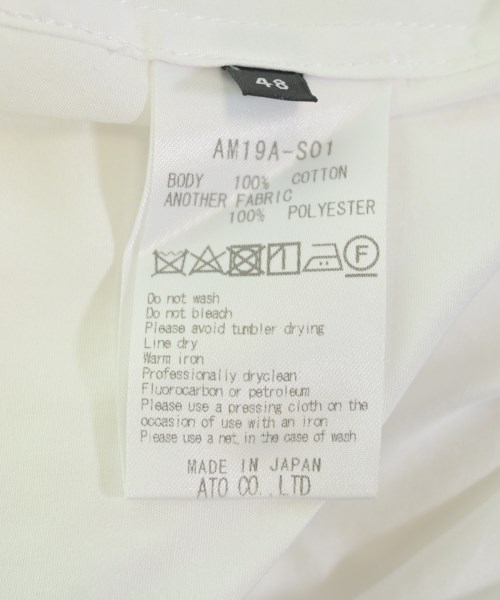 48
AM19A-S01
BODY 100% COTTON
ANOTHER FABRIC
100% POLYESTER
F
Do not wash
Do not bleach
Please avoid tumbler drying
Line dry
Warm iron
Professionally dryclean
Fluorocarbon or petroleum
Please use a pressing cloth on the
occasion of use with an iron
Please use a net in the case of wash
MADE IN JAPAN
ATO CO.,LTD